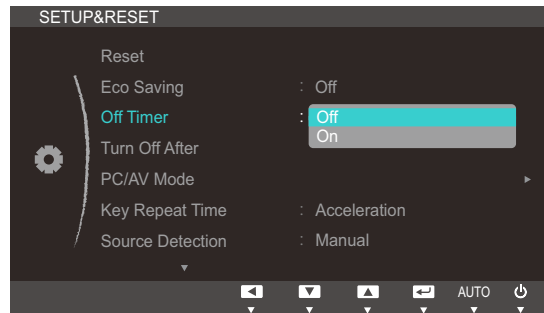 SETUP&RESET
Reset
Eco Saving : Off
Off Timer : Off
On
Turn Off After
PC/AV Mode
Key Repeat Time : Acceleration
Source Detection : Manual
AUTO